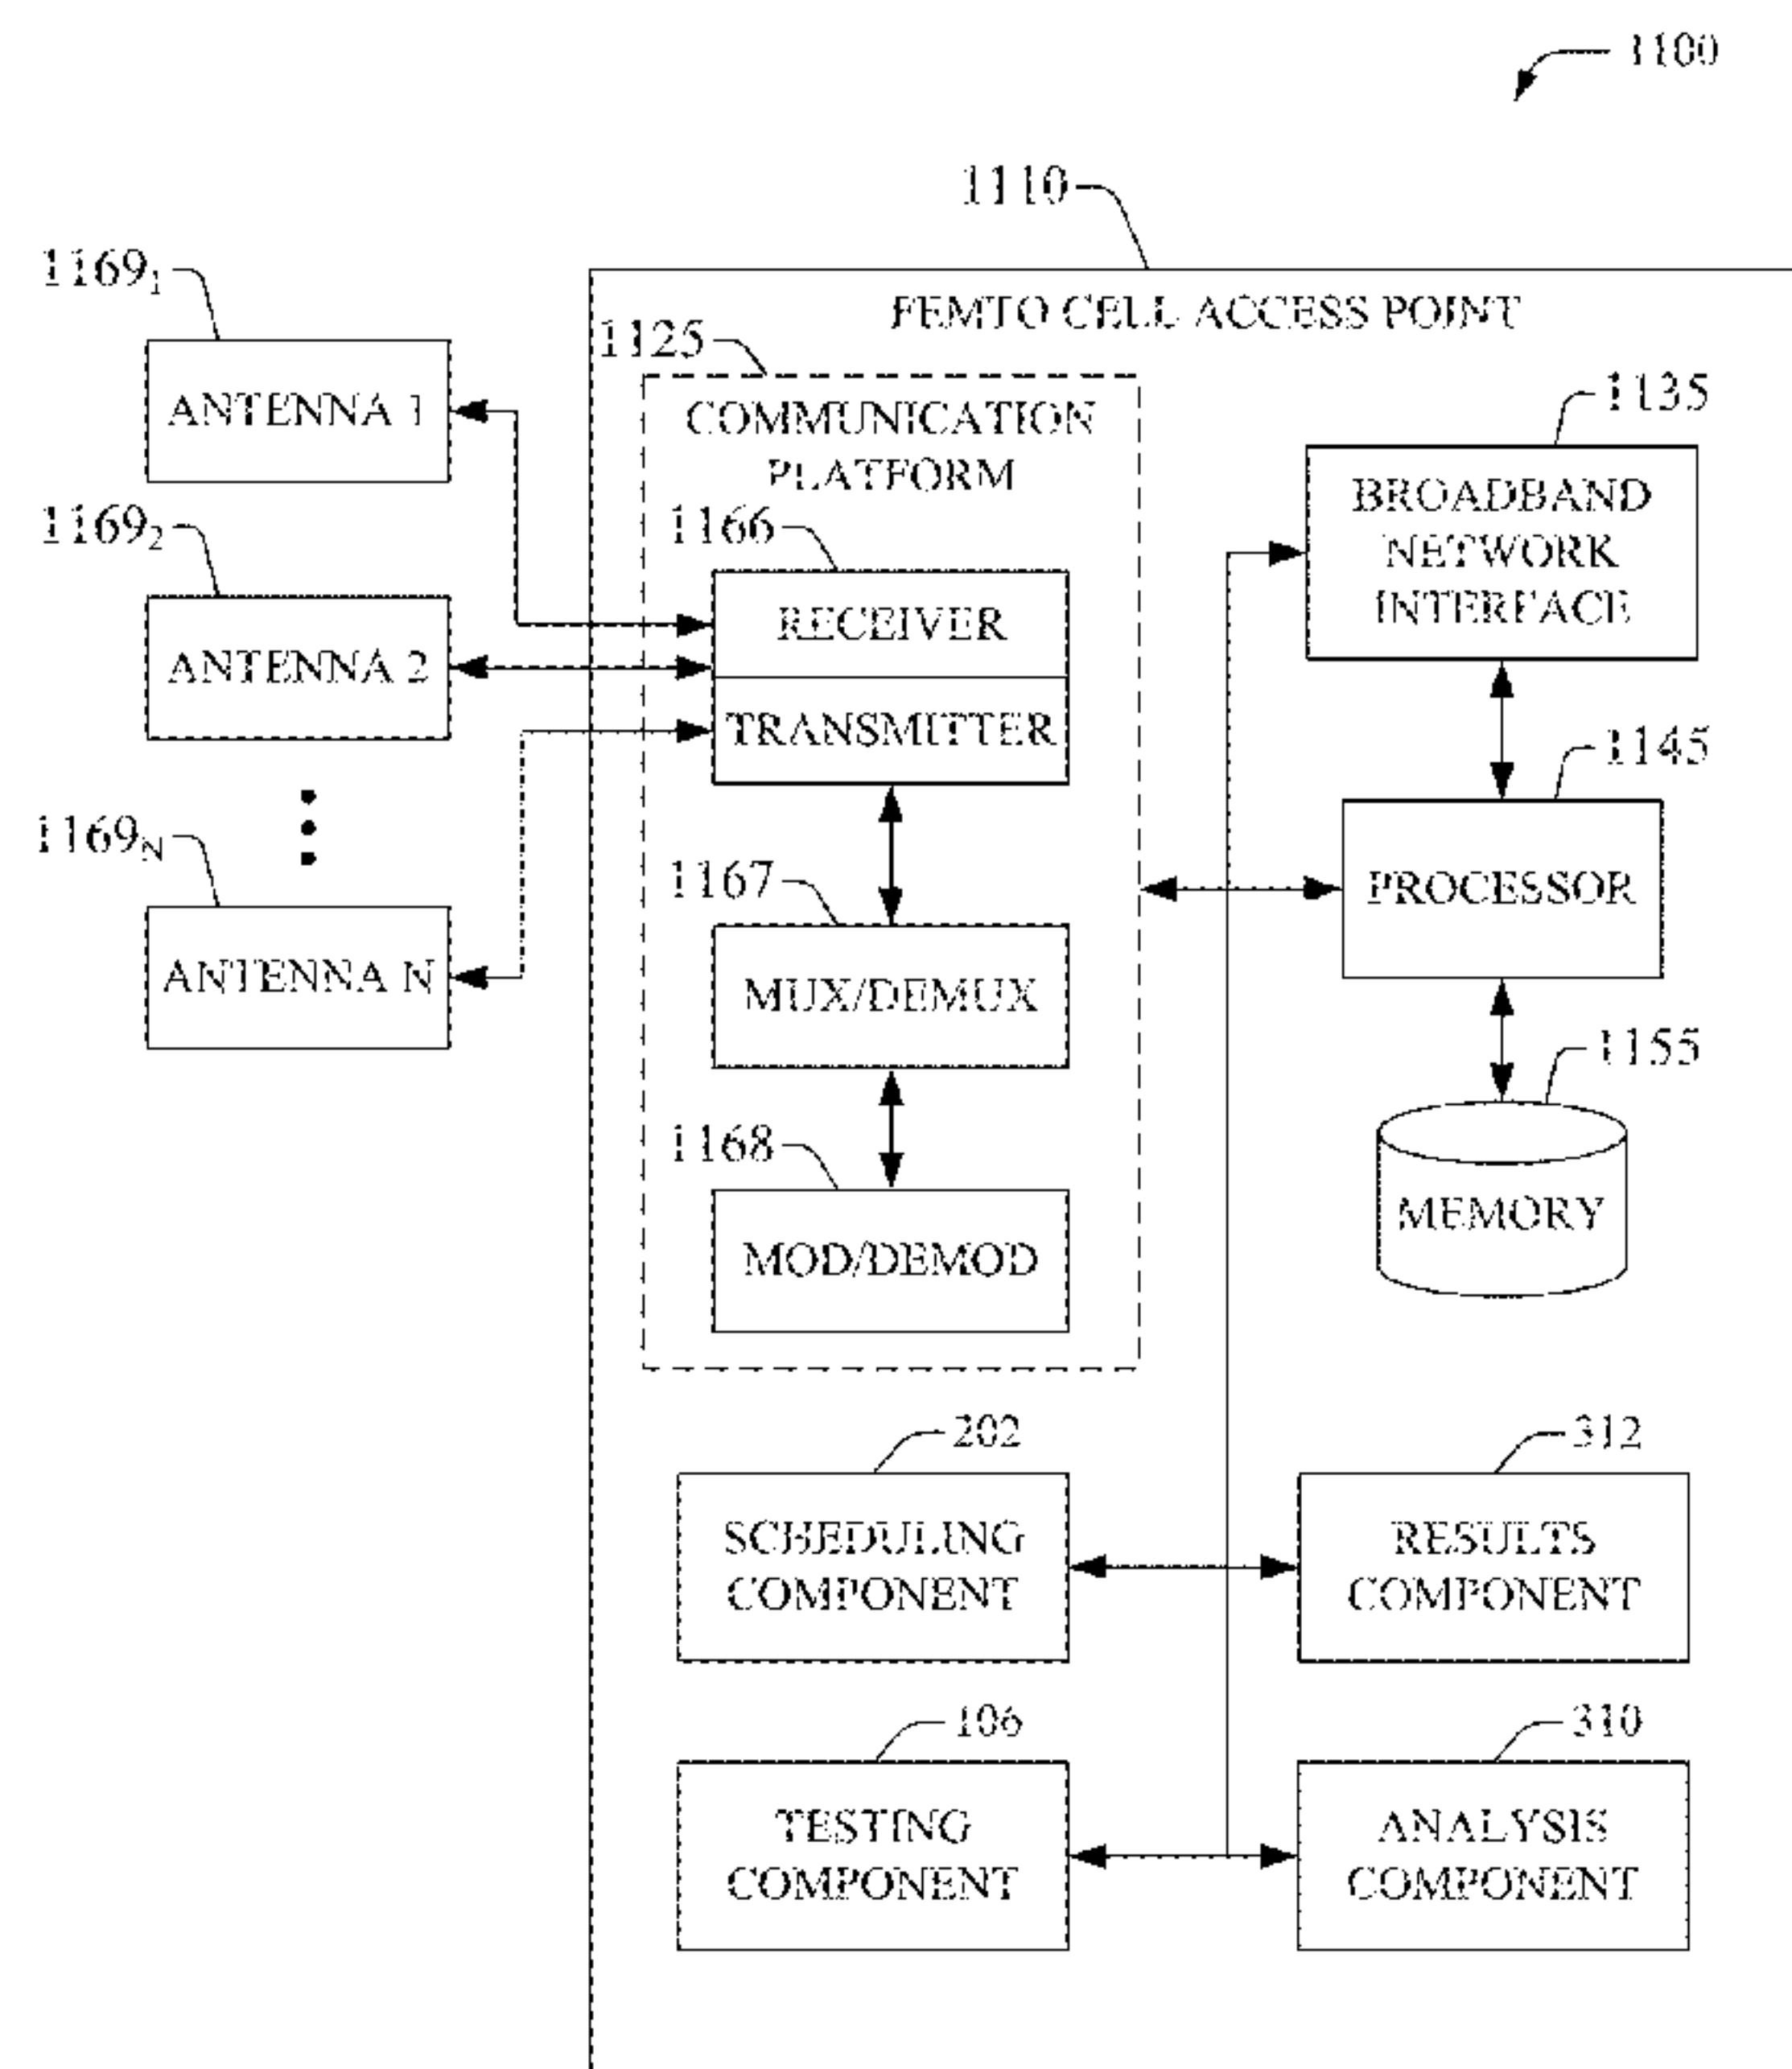 1100
1110
FEMTO CELL ACCESS POINT
1169₁
ANTENNA 1
1169₂
ANTENNA 2
1169N
ANTENNA N
1125
COMMUNICATION
PLATFORM
1166
RECEIVER
TRANSMITTER
1167
MUX/DEMUX
1168
MOD/DEMOD
1135
BROADBAND
NETWORK
INTERFACE
1145
PROCESSOR
1155
MEMORY
202
SCHEDULING
COMPONENT
312
RESULTS
COMPONENT
106
TESTING
COMPONENT
310
ANALYSIS
COMPONENT